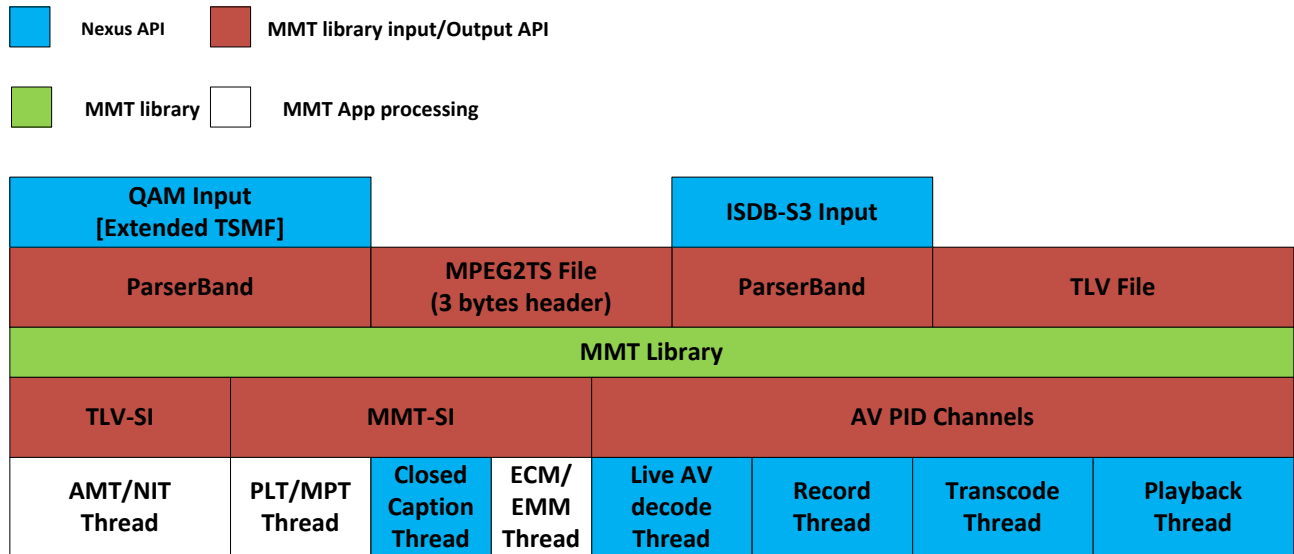 Nexus API
MMT library input/Output API
MMT library
MMT App processing
QAM Input
[Extended TSMF]
ISDB-S3 Input
ParserBand
MPEG2TS File
(3 bytes header)
ParserBand
TLV File
MMT Library
TLV-SI
MMT-SI
AV PID Channels
AMT/NIT
Thread
PLT/MPT
Thread
Closed
Caption
Thread
ECM/
EMM
Thread
Live AV
decode
Thread
Record
Thread
Transcode
Thread
Playback
Thread